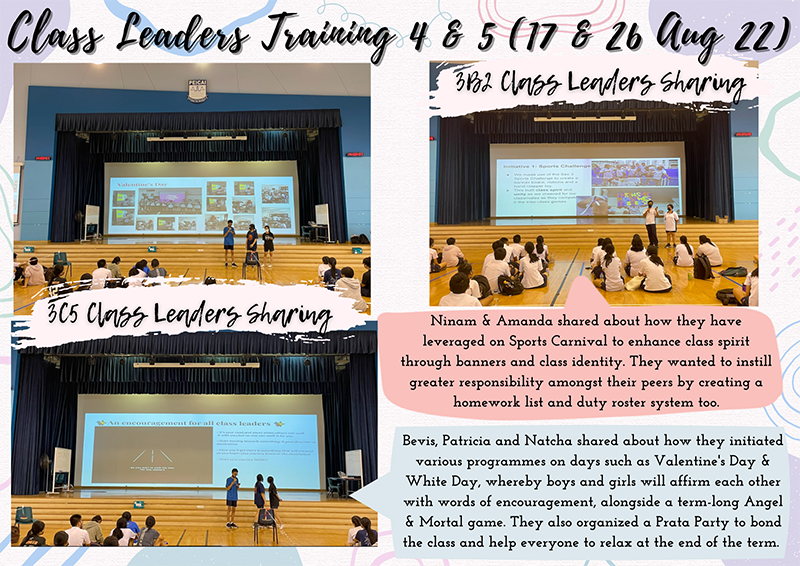 Class Leaders Training 4 & 5 (17 & 26 Aug 22)
PEICAI
Valentine's Day
3B2 Class Leaders Sharing
Initiative 1: Sports Challenge
3C5 Class Leaders Sharing
An encouragement for all class leaders
Ninam & Amanda shared about how they have
leveraged on Sports Carnival to enhance class spirit
through banners and class identity. They wanted to instill
greater responsibility amongst their peers by creating a
homework list and duty roster system too.
Bevis, Patricia and Natcha shared about how they initiated
various programmes on days such as Valentine's Day &
White Day, whereby boys and girls will affirm each other
with words of encouragement, alongside a term-long Angel
& Mortal game. They also organized a Prata Party to bond
the class and help everyone to relax at the end of the term.